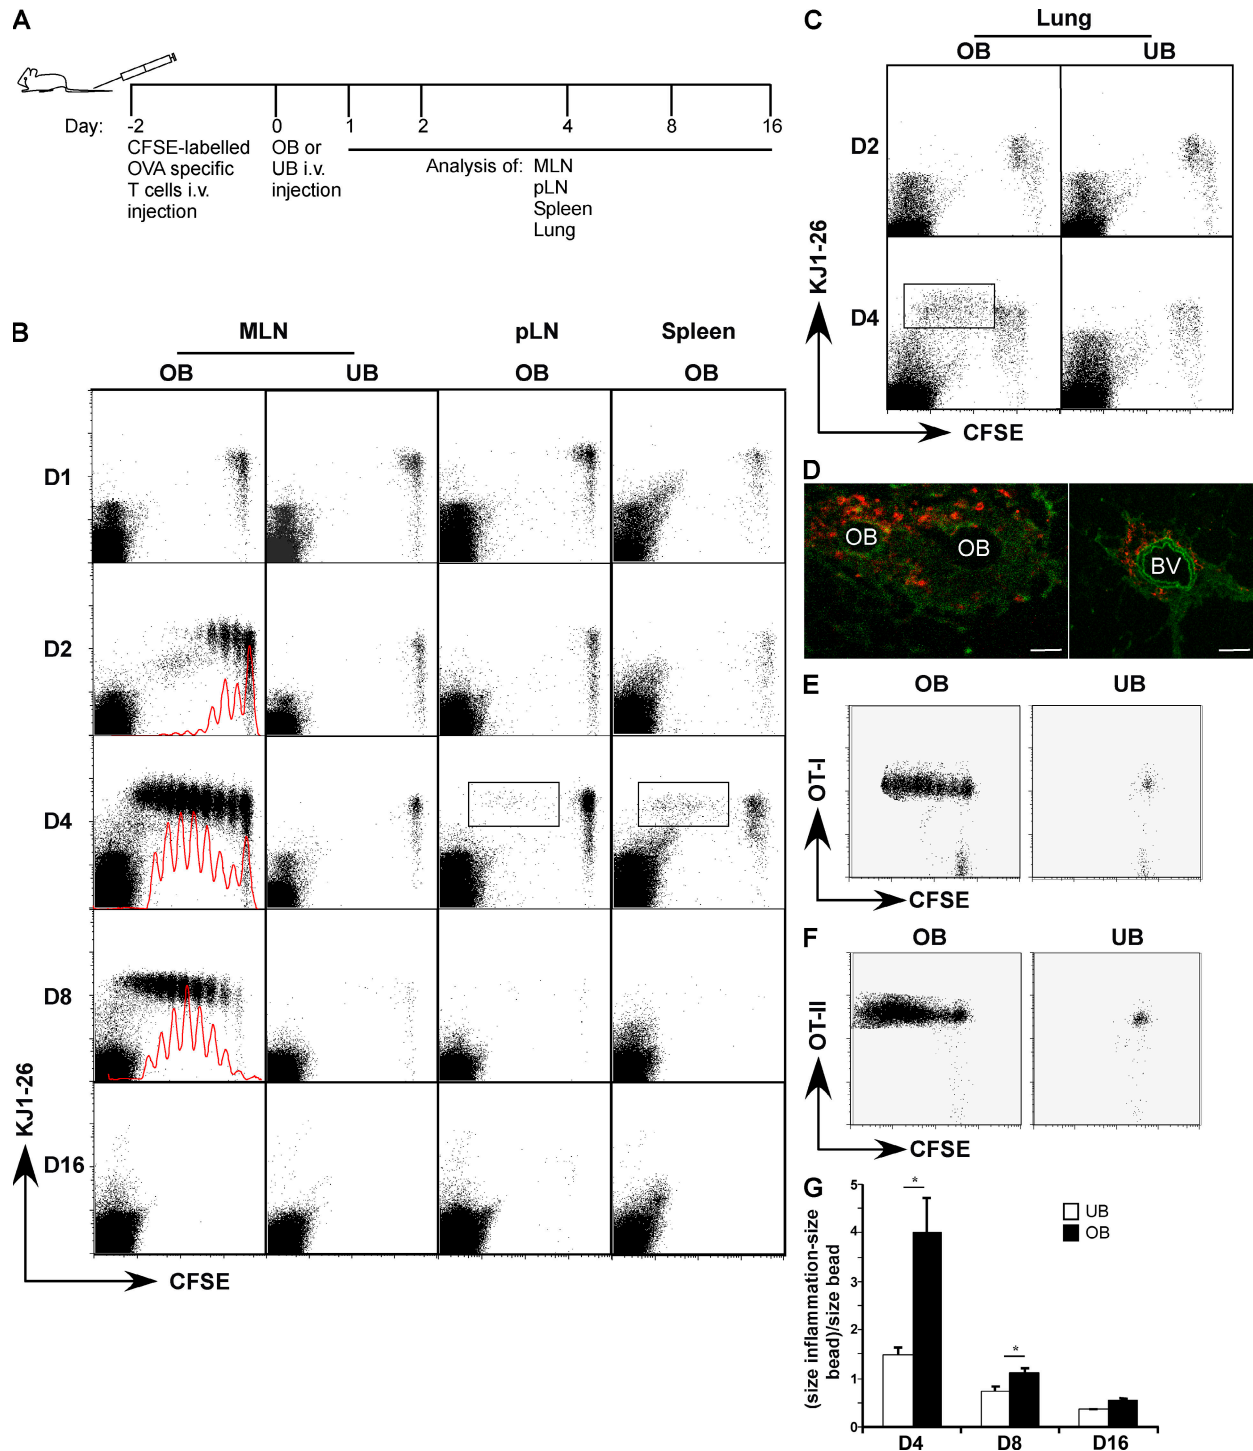 A
Day: -2 0 1 2 4 8 16
CFSE-labelled
OVA specific
T cells i.v.
injection
OB or
UB i.v.
injection
Analysis of: MLN
pLN
Spleen
Lung
B
MLN pLN Spleen
OB UB OB OB
D1
D2
D4
D8
D16
KJ1-26
CFSE
C
Lung
OB UB
D2
D4
KJ1-26
CFSE
D
OB OB BV
E
OB UB
OT-I
CFSE
F
OB UB
OT-II
CFSE
G
(size inflammation-size
bead)/size bead
5
4
3
2
1
0
* *
UB
OB
D4 D8 D16